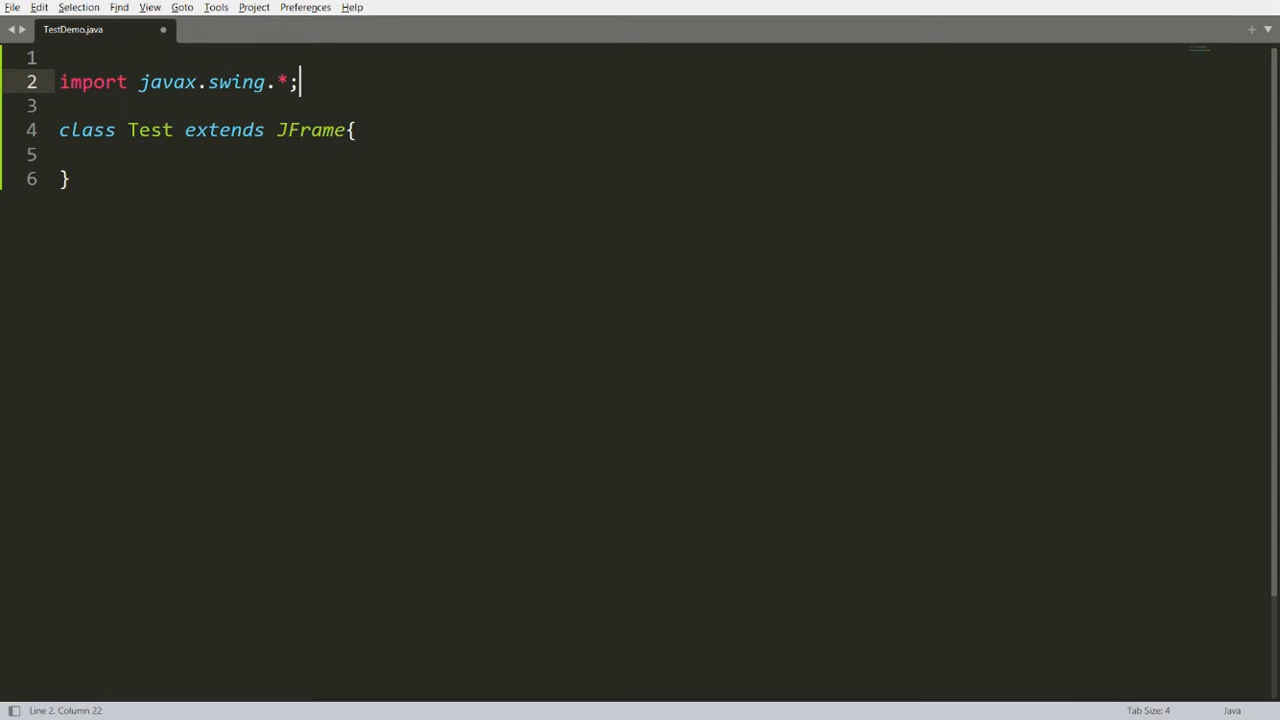 File Edit Selection Find View Goto Tools Project Preferences Help
TestDemo.java
1
2 import javax.swing.*;
3
4 class Test extends JFrame{
5
6 }
Line 2, Column 22 Tab Size: 4 Java